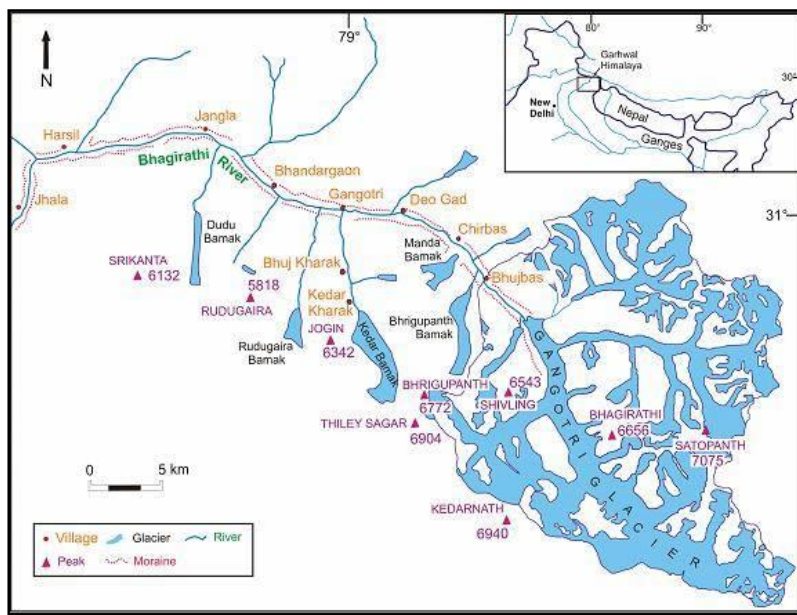 79°
N
80°
90°
Garhwal
Himalaya
30°
New
Delhi
Nepal
Ganges
Harsil
Jangla
Bhagirathi
River
Bhandargaon
Jhala
Gangotri
Deo Gad
31°
Dudu
Bamak
Chirbas
Manda
Bamak
SRIKANTA
6132
5818
RUDUGAIRA
Bhuj Kharak
Bhujbas
Kedar
Kharak
Rudugaira
Bamak
JOGIN
6342
Kedar Bamak
Bhrigupanth
Bamak
GANGOTRI GLACIER
BHRIGUPANTH
6772
6543
SHIVLING
THILEY SAGAR
6904
BHAGIRATHI
6656
SATOPANTH
7075
0 5 km
KEDARNATH
6940
Village
Glacier
River
Peak
Moraine